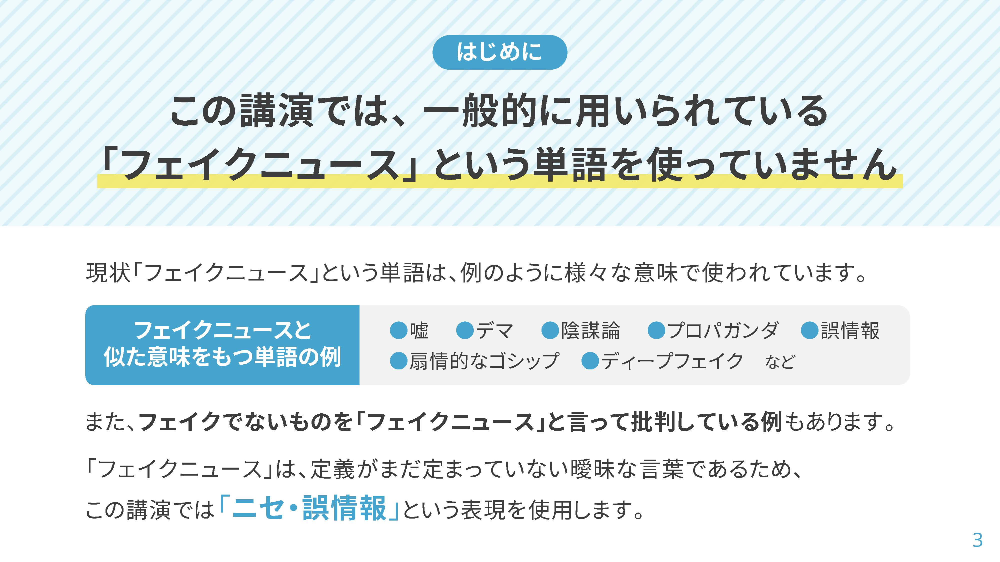 はじめに
この講演では、一般的に用いられている
「フェイクニュース」という単語を使っていません
現状「フェイクニュース」という単語は、例のように様々な意味で使われています。
フェイクニュースと
似た意味をもつ単語の例
●嘘 ●デマ ●陰謀論 ●プロパガンダ ●誤情報
●扇情的なゴシップ ●ディープフェイク など
また、フェイクでないものを「フェイクニュース」と言って批判している例もあります。
「フェイクニュース」は、定義がまだ定まっていない曖昧な言葉であるため、
この講演では「ニセ・誤情報」という表現を使用します。
3